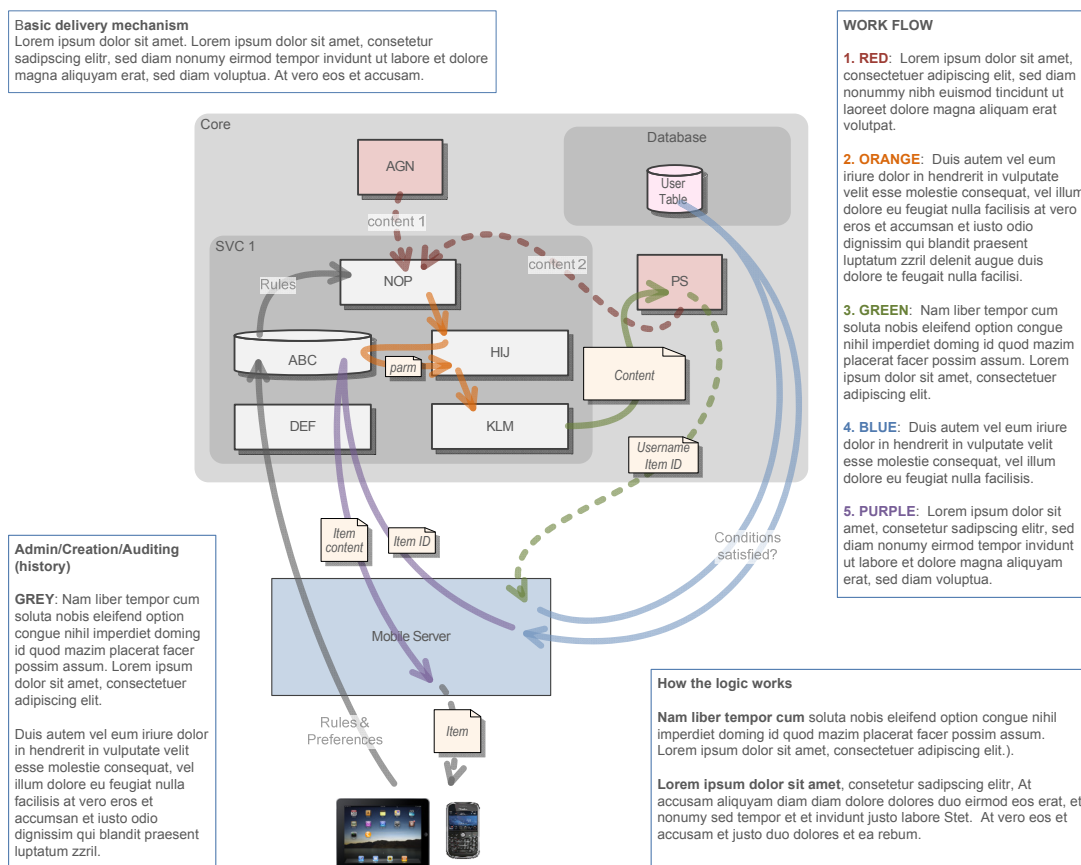 Basic delivery mechanism
Lorem ipsum dolor sit amet. Lorem ipsum dolor sit amet, consetetur
sadipscing elitr, sed diam nonumy eirmod tempor invidunt ut labore et dolore
magna aliquyam erat, sed diam voluptua. At vero eos et accusam.
WORK FLOW
1. RED: Lorem ipsum dolor sit amet,
consectetuer adipiscing elit, sed diam
nonummy nibh euismod tincidunt ut
laoreet dolore magna aliquam erat
volutpat.
2. ORANGE: Duis autem vel eum
iriure dolor in hendrerit in vulputate
velit esse molestie consequat, vel illum
dolore eu feugiat nulla facilisis at vero
eros et accumsan et iusto odio
dignissim qui blandit praesent
luptatum zzril delenit augue duis
dolore te feugait nulla facilisi.
3. GREEN: Nam liber tempor cum
soluta nobis eleifend option congue
nihil imperdiet doming id quod mazim
placerat facer possim assum. Lorem
ipsum dolor sit amet, consectetuer
adipiscing elit.
4. BLUE: Duis autem vel eum iriure
dolor in hendrerit in vulputate velit
esse molestie consequat, vel illum
dolore eu feugiat nulla facilisis.
5. PURPLE: Lorem ipsum dolor sit
amet, consetetur sadipscing elitr, sed
diam nonumy eirmod tempor invidunt
ut labore et dolore magna aliquyam
erat, sed diam voluptua.
Core
Database
AGN
User
Table
content 1
SVC 1
content 2
NOP
PS
Rules
ABC
HIJ
parm
Content
DEF
KLM
Username
Item ID
Item
content
Item ID
Conditions
satisfied?
Mobile Server
Rules &
Preferences
Item
Admin/Creation/Auditing
(history)
GREY: Nam liber tempor cum
soluta nobis eleifend option
congue nihil imperdiet doming
id quod mazim placerat facer
possim assum. Lorem ipsum
dolor sit amet, consectetuer
adipiscing elit.
Duis autem vel eum iriure dolor
in hendrerit in vulputate velit
esse molestie consequat, vel
illum dolore eu feugiat nulla
facilisis at vero eros et
accumsan et iusto odio
dignissim qui blandit praesent
luptatum zzril.
How the logic works
Nam liber tempor cum soluta nobis eleifend option congue nihil
imperdiet doming id quod mazim placerat facer possim assum.
Lorem ipsum dolor sit amet, consectetuer adipiscing elit.).
Lorem ipsum dolor sit amet, consetetur sadipscing elitr, At
accusam aliquyam diam diam dolore dolores duo eirmod eos erat, et
nonumy sed tempor et et invidunt justo labore Stet. At vero eos et
accusam et justo duo dolores et ea rebum.